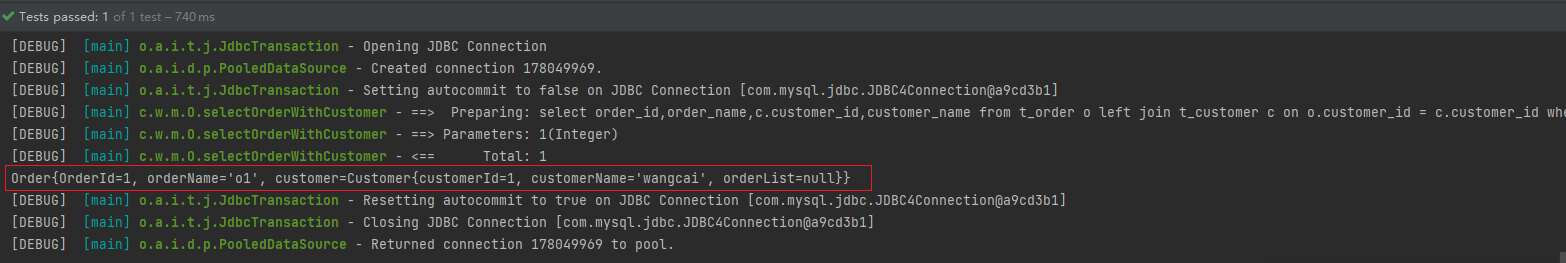 Tests passed: 1 of 1 test – 740 ms
[DEBUG] [main] o.a.i.t.j.JdbcTransaction - Opening JDBC Connection
[DEBUG] [main] o.a.i.d.p.PooledDataSource - Created connection 178049969.
[DEBUG] [main] o.a.i.t.j.JdbcTransaction - Setting autocommit to false on JDBC Connection [com.mysql.jdbc.JDBC4Connection@a9cd3b1]
[DEBUG] [main] c.w.m.O.selectOrderWithCustomer - ==>  Preparing: select order_id,order_name,c.customer_id,customer_name from t_order o left join t_customer c on o.customer_id = c.customer_id whe
[DEBUG] [main] c.w.m.O.selectOrderWithCustomer - ==> Parameters: 1(Integer)
[DEBUG] [main] c.w.m.O.selectOrderWithCustomer - <==      Total: 1
Order{OrderId=1, orderName='o1', customer=Customer{customerId=1, customerName='wangcai', orderList=null}}
[DEBUG] [main] o.a.i.t.j.JdbcTransaction - Resetting autocommit to true on JDBC Connection [com.mysql.jdbc.JDBC4Connection@a9cd3b1]
[DEBUG] [main] o.a.i.t.j.JdbcTransaction - Closing JDBC Connection [com.mysql.jdbc.JDBC4Connection@a9cd3b1]
[DEBUG] [main] o.a.i.d.p.PooledDataSource - Returned connection 178049969 to pool.